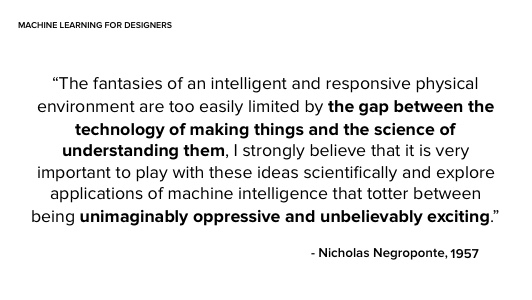 MACHINE LEARNING FOR DESIGNERS
“The fantasies of an intelligent and responsive physical
environment are too easily limited by the gap between the
technology of making things and the science of
understanding them, I strongly believe that it is very
important to play with these ideas scientifically and explore
applications of machine intelligence that totter between
being unimaginably oppressive and unbelievably exciting.”
- Nicholas Negroponte, 1957